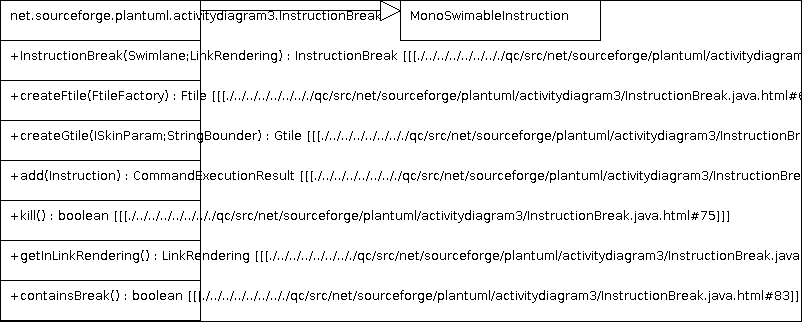 net.sourceforge.plantuml.activitydiagram3.InstructionBreak
MonoSwimableInstruction
+InstructionBreak(Swimlane;LinkRendering) : InstructionBreak [[[./../../../../../../../qc/src/net/sourceforge/plantuml/activitydiagram
+createFtile(FtileFactory) : Ftile [[[./../../../../../../../qc/src/net/sourceforge/plantuml/activitydiagram3/InstructionBreak.java.html#6
+createGtile(ISkinParam;StringBounder) : Gtile [[[./../../../../../../../qc/src/net/sourceforge/plantuml/activitydiagram3/InstructionBr
+add(Instruction) : CommandExecutionResult [[[./../../../../../../../qc/src/net/sourceforge/plantuml/activitydiagram3/InstructionBre
+kill() : boolean [[[./../../../../../../../qc/src/net/sourceforge/plantuml/activitydiagram3/InstructionBreak.java.html#75]]]
+getInLinkRendering() : LinkRendering [[[./../../../../../../../qc/src/net/sourceforge/plantuml/activitydiagram3/InstructionBreak.java
+containsBreak() : boolean [[[./../../../../../../../qc/src/net/sourceforge/plantuml/activitydiagram3/InstructionBreak.java.html#83]]